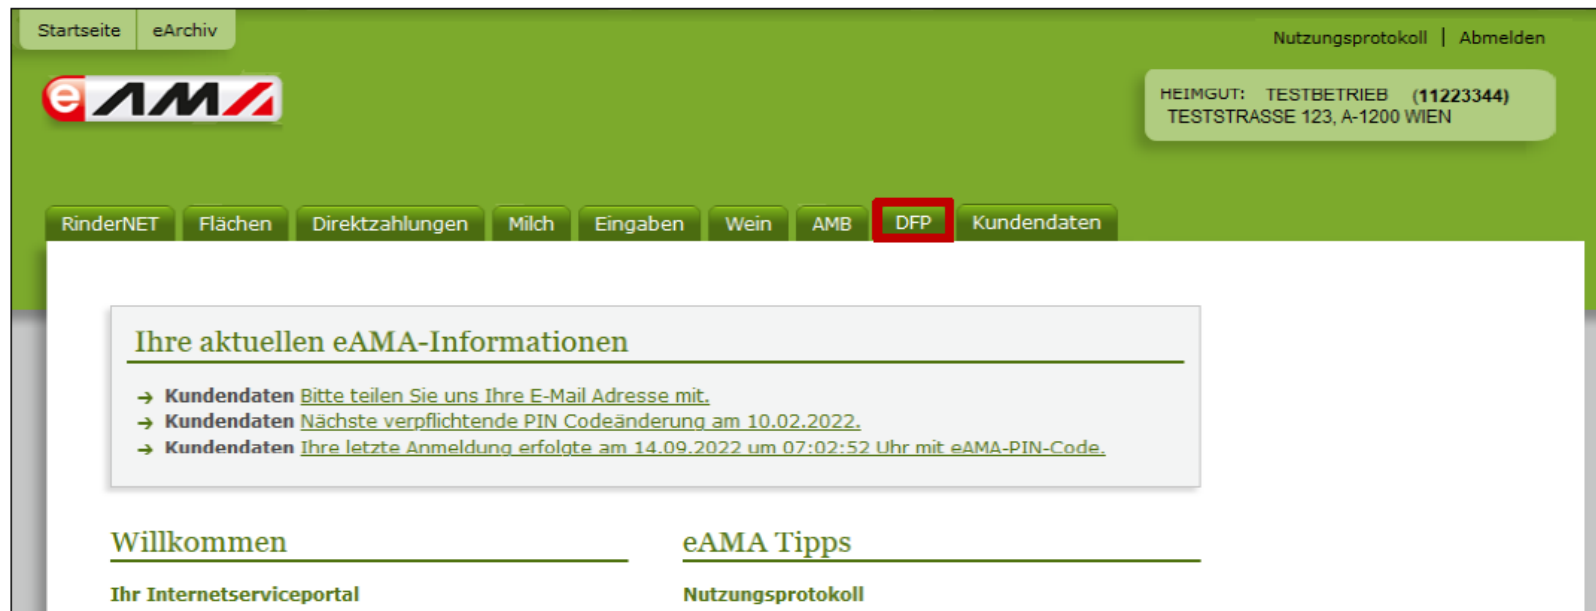 Startseite eArchiv
Nutzungsprotokoll | Abmelden
eAMA
HEIMGUT: TESTBETRIEB (11223344)
TESTSTRASSE 123, A-1200 WIEN
RinderNET Flächen Direktzahlungen Milch Eingaben Wein AMB DFP Kundendaten
Ihre aktuellen eAMA-Informationen
→ Kundendaten Bitte teilen Sie uns Ihre E-Mail Adresse mit.
→ Kundendaten Nächste verpflichtende PIN Codeänderung am 10.02.2022.
→ Kundendaten Ihre letzte Anmeldung erfolgte am 14.09.2022 um 07:02:52 Uhr mit eAMA-PIN-Code.
Willkommen
Ihr Internetserviceportal
eAMA Tipps
Nutzungsprotokoll